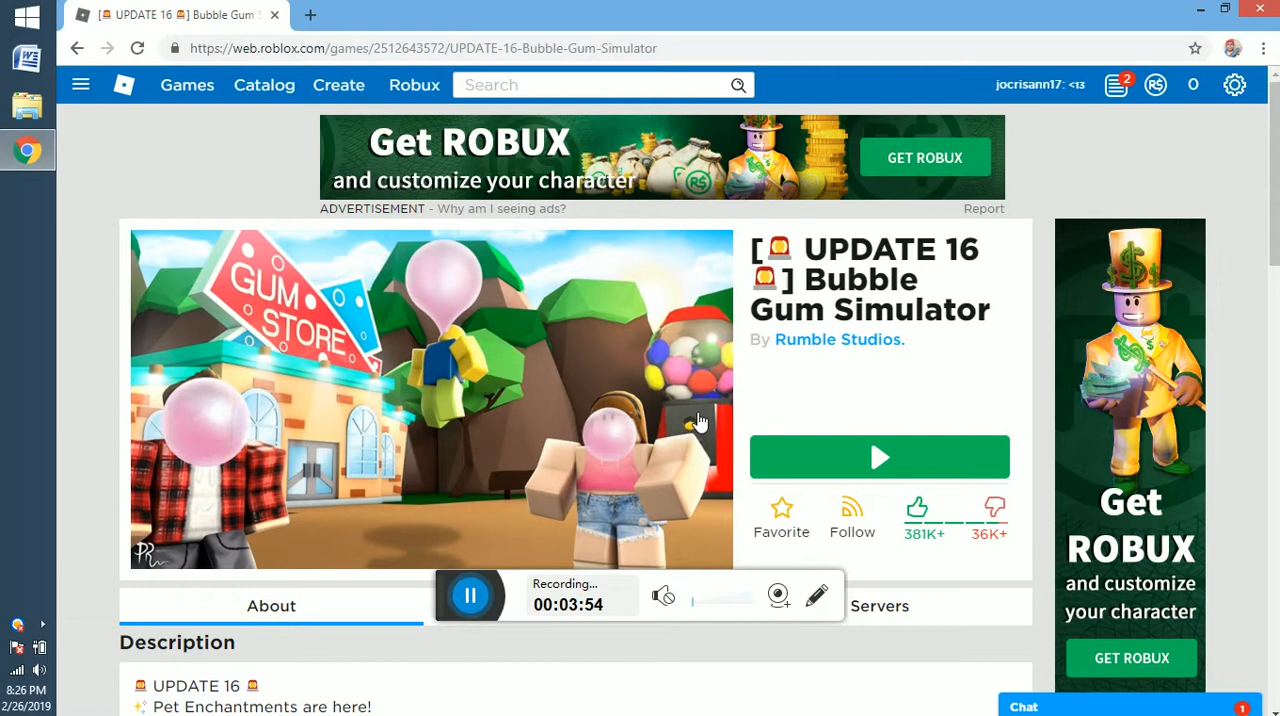 [🚨 UPDATE 16 🚨] Bubble Gum S
https://web.roblox.com/games/2512643572/UPDATE-16-Bubble-Gum-Simulator
Games Catalog Create Robux Search jocrisann17: <13 2 R$ 0
Get ROBUX
and customize your character
GET ROBUX
ADVERTISEMENT - Why am I seeing ads? Report
GUM
STORE
[🚨 UPDATE 16
🚨] Bubble
Gum Simulator
By Rumble Studios.
Favorite Follow 381K+ 36K+
Recording...
00:03:54
About Servers
Description
🚨 UPDATE 16 🚨
✨ Pet Enchantments are here!
Get
ROBUX
and customize
your character
GET ROBUX
Chat 1
8:26 PM
2/26/2019